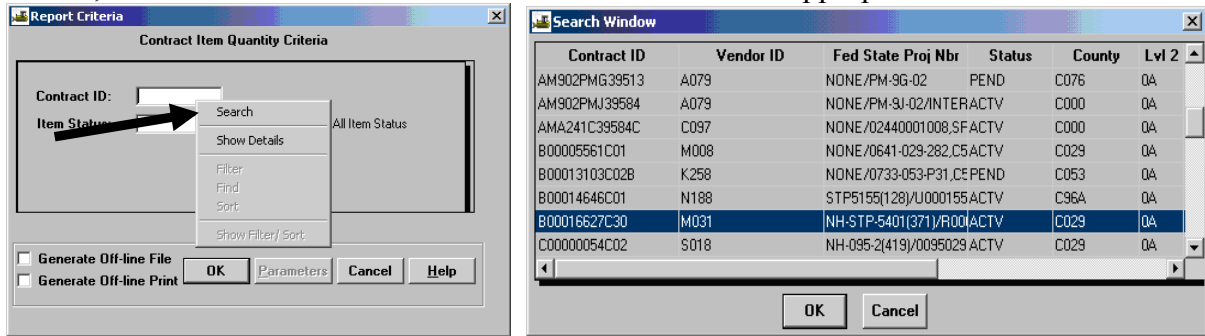 Report Criteria
Contract Item Quantity Criteria
Contract ID:
Search
Item Status:
All Item Status
Show Details
Filter
Find
Sort
Show Filter/ Sort
Generate Off-line File
Generate Off-line Print
OK Parameters Cancel Help
Search Window
Contract ID Vendor ID Fed State Proj Nbr Status County Lvl 2
AM902PMG39513 A079 NONE/PM-9G-02 PEND C076 0A
AM902PMJ39584 A079 NONE/PM-9J-02/INTER ACTV C000 0A
AMA241C39584C C097 NONE/02440001008,SF ACTV C000 0A
B00005561C01 M008 NONE/0641-029-282,C5 ACTV C029 0A
B00013103C02B K258 NONE/0733-053-P31,C5 PEND C053 0A
B00014646C01 N188 STP5155(128)/U000155 ACTV C96A 0A
B00016627C30 M031 NH-STP-5401(371)/R00 ACTV C029 0A
C00000054C02 S018 NH-095-2(419)/0095029 ACTV C029 0A
OK Cancel